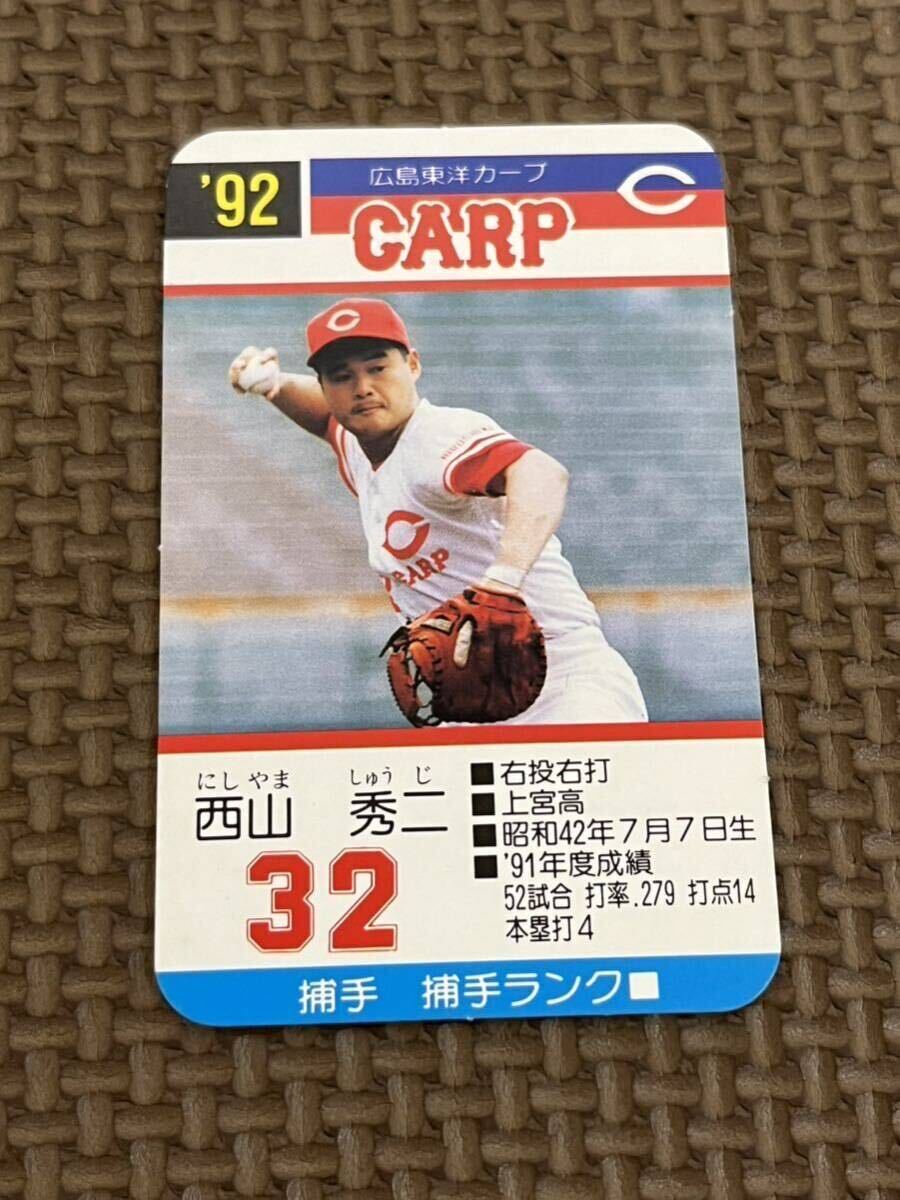 '92
広島東洋カープ
CARP
CARP
にし やま しゅう じ
西山 秀二
32
■右投右打
■上宮高
■昭和42年7月7日生
■'91年度成績
52試合 打率.279 打点14
本塁打4
捕手 捕手ランク■